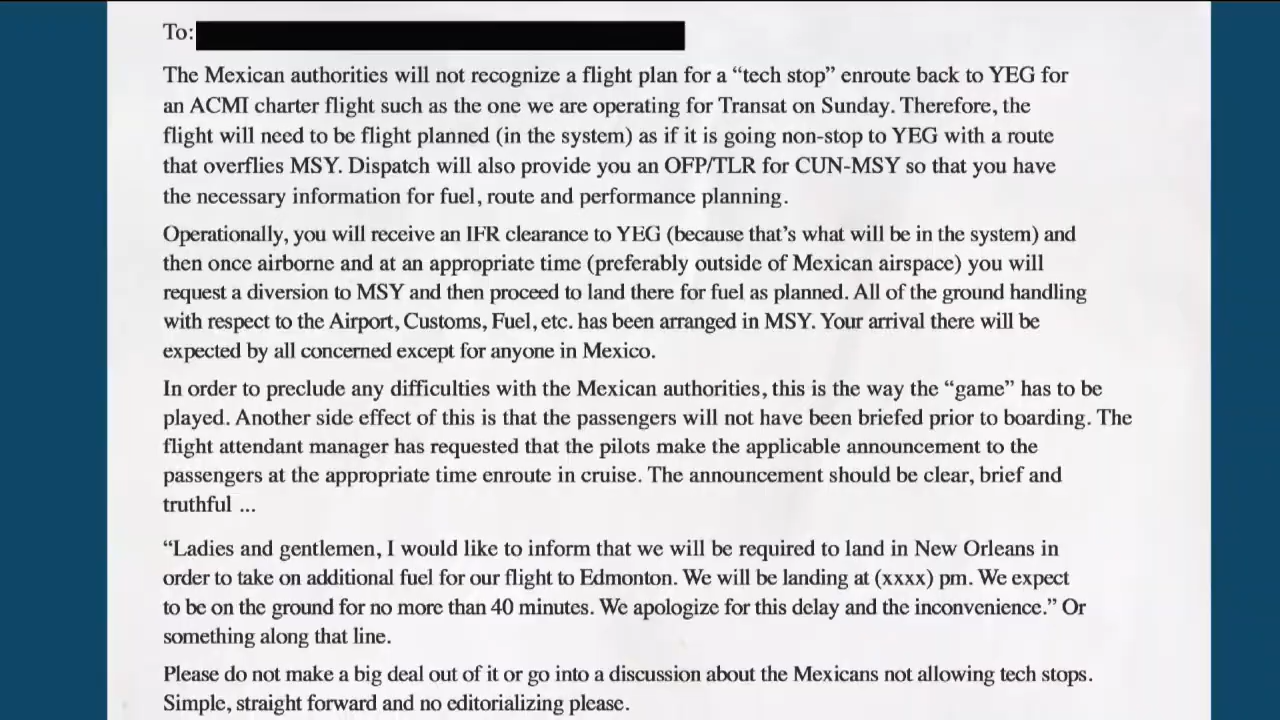 To:
The Mexican authorities will not recognize a flight plan for a “tech stop” enroute back to YEG for
an ACMI charter flight such as the one we are operating for Transat on Sunday. Therefore, the
flight will need to be flight planned (in the system) as if it is going non-stop to YEG with a route
that overflies MSY. Dispatch will also provide you an OFP/TLR for CUN-MSY so that you have
the necessary information for fuel, route and performance planning.
Operationally, you will receive an IFR clearance to YEG (because that’s what will be in the system) and
then once airborne and at an appropriate time (preferably outside of Mexican airspace) you will
request a diversion to MSY and then proceed to land there for fuel as planned. All of the ground handling
with respect to the Airport, Customs, Fuel, etc. has been arranged in MSY. Your arrival there will be
expected by all concerned except for anyone in Mexico.
In order to preclude any difficulties with the Mexican authorities, this is the way the “game” has to be
played. Another side effect of this is that the passengers will not have been briefed prior to boarding. The
flight attendant manager has requested that the pilots make the applicable announcement to the
passengers at the appropriate time enroute in cruise. The announcement should be clear, brief and
truthful ...
“Ladies and gentlemen, I would like to inform that we will be required to land in New Orleans in
order to take on additional fuel for our flight to Edmonton. We will be landing at (xxxx) pm. We expect
to be on the ground for no more than 40 minutes. We apologize for this delay and the inconvenience.” Or
something along that line.
Please do not make a big deal out of it or go into a discussion about the Mexicans not allowing tech stops.
Simple, straight forward and no editorializing please.